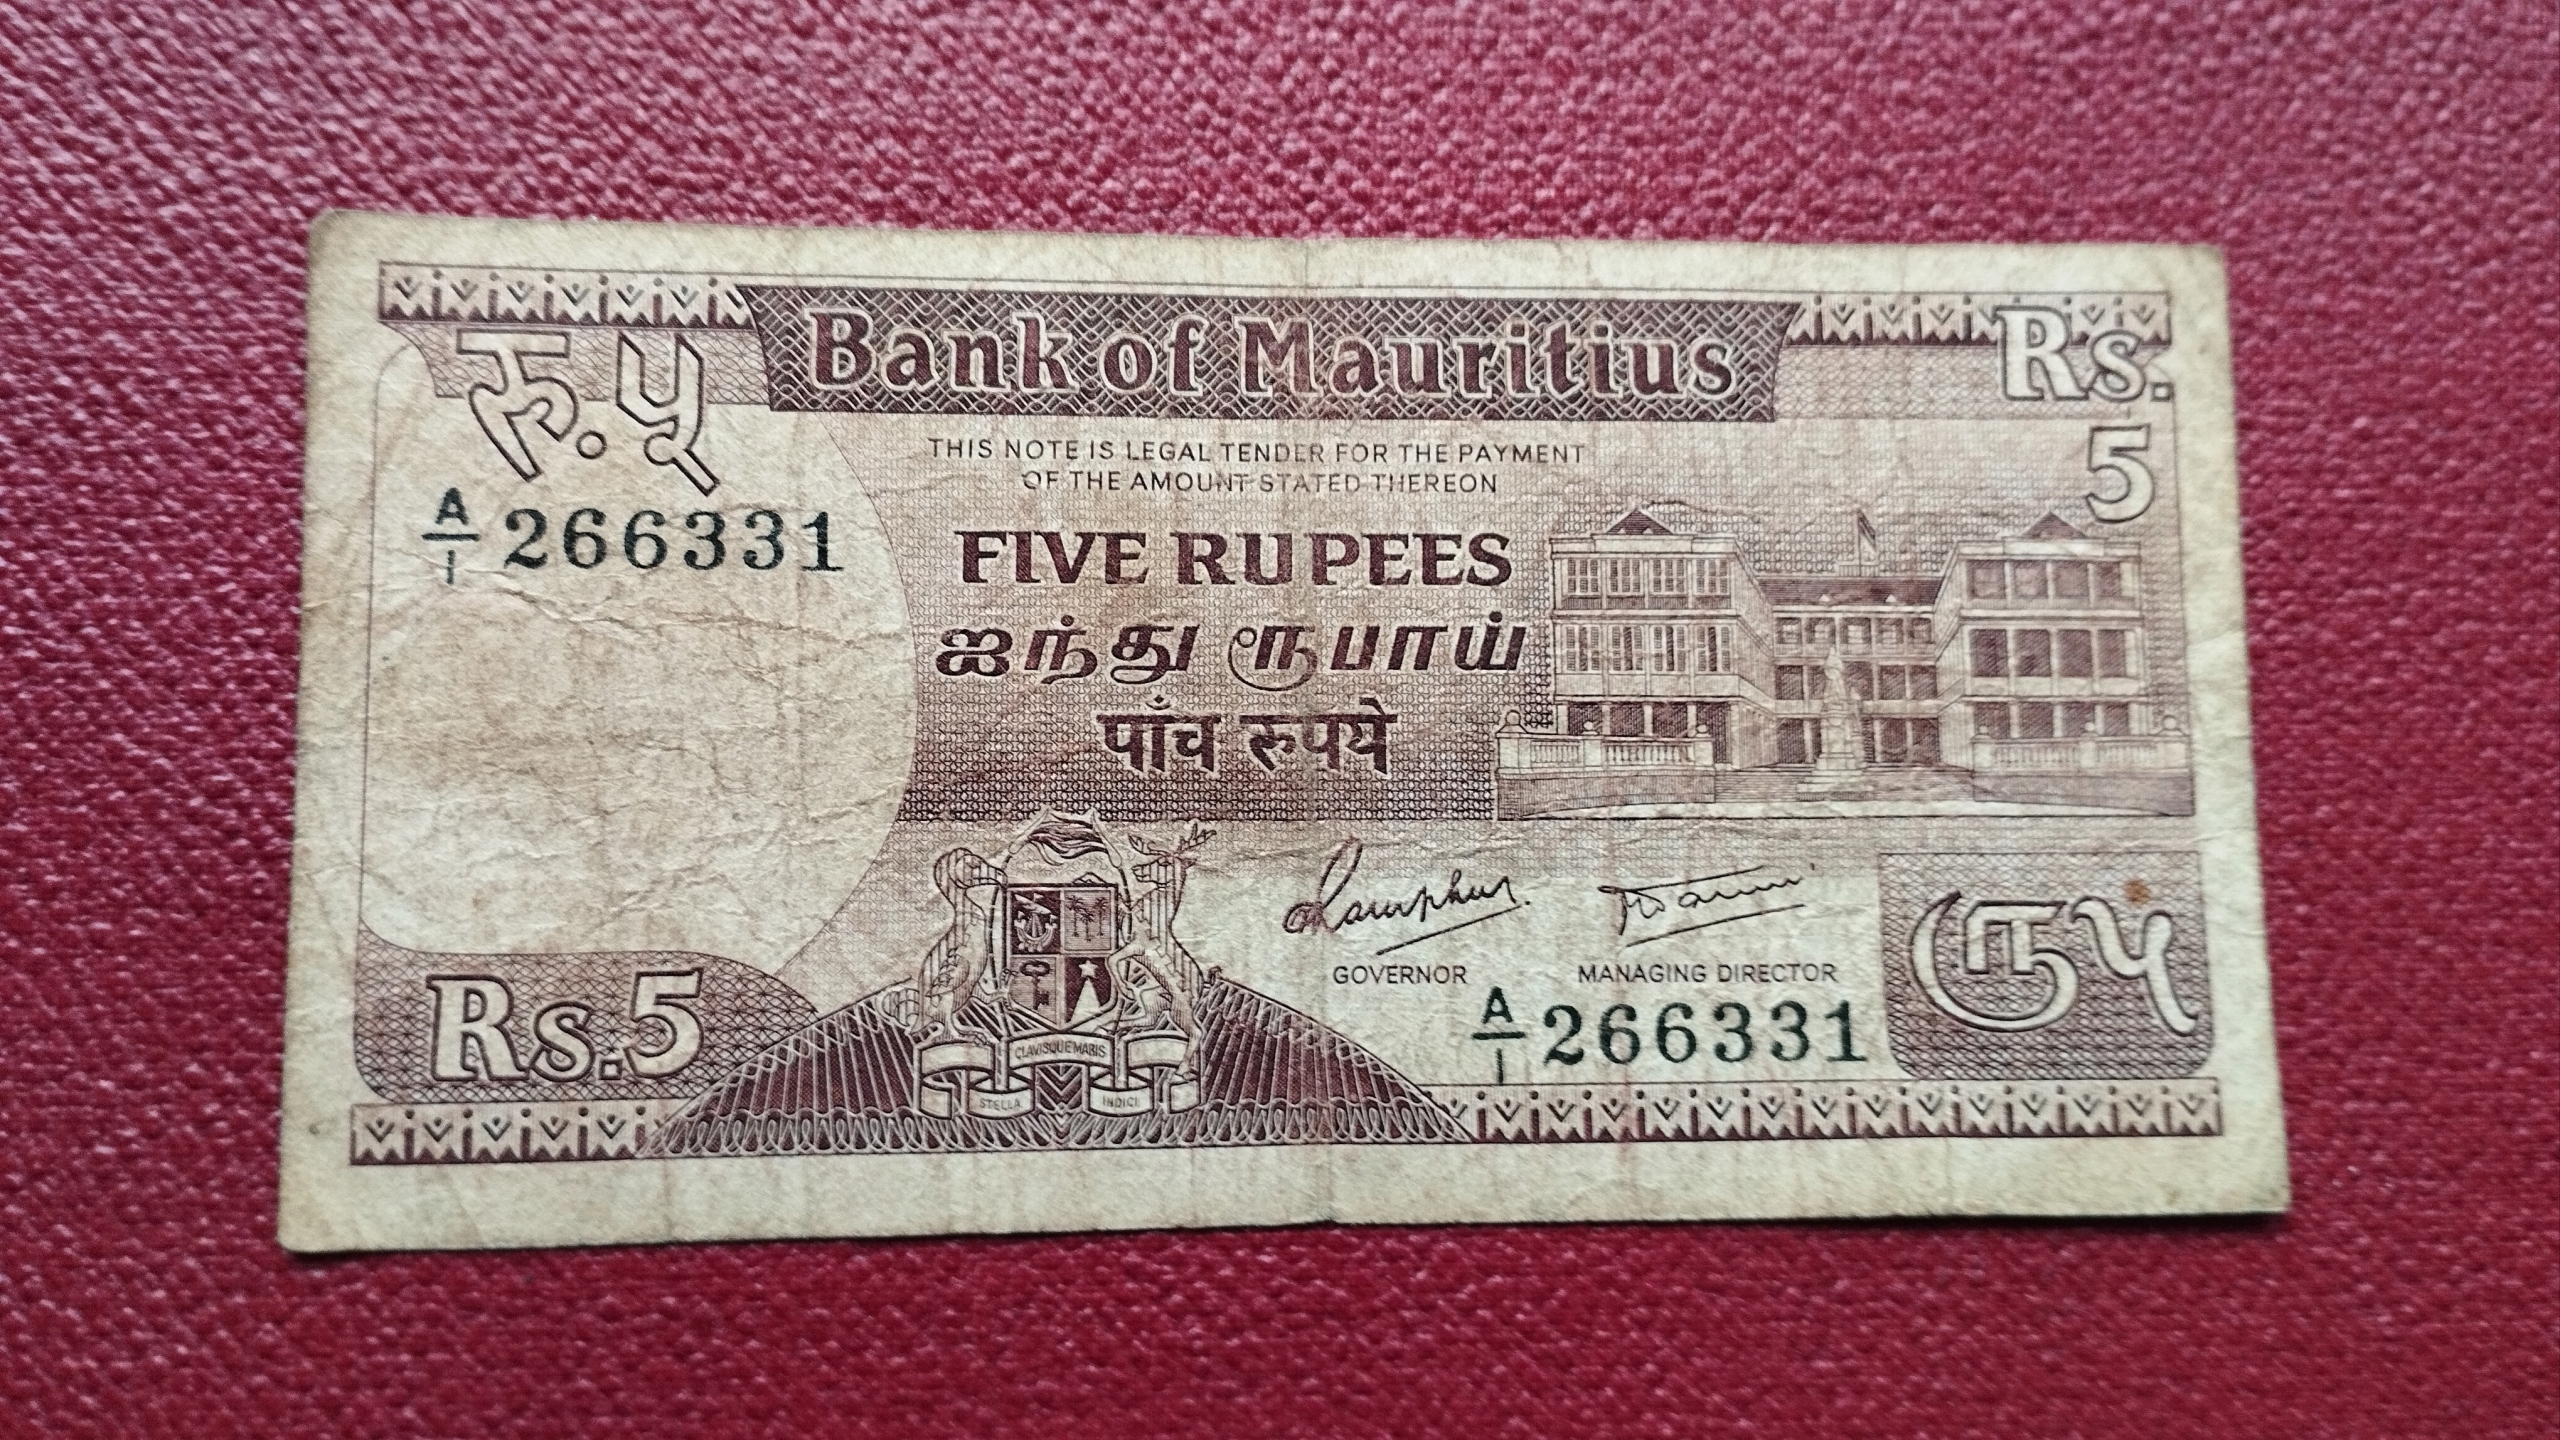 Bank of Mauritius
Rs.
5
रु.५
THIS NOTE IS LEGAL TENDER FOR THE PAYMENT
OF THE AMOUNT STATED THEREON
A/1 266331
FIVE RUPEES
ஐந்து ரூபாய்
पाँच रुपये
GOVERNOR
MANAGING DIRECTOR
ரூ௫
Rs.5
A/1 266331
CLAVISQUE MARIS
STELLA
INDICI